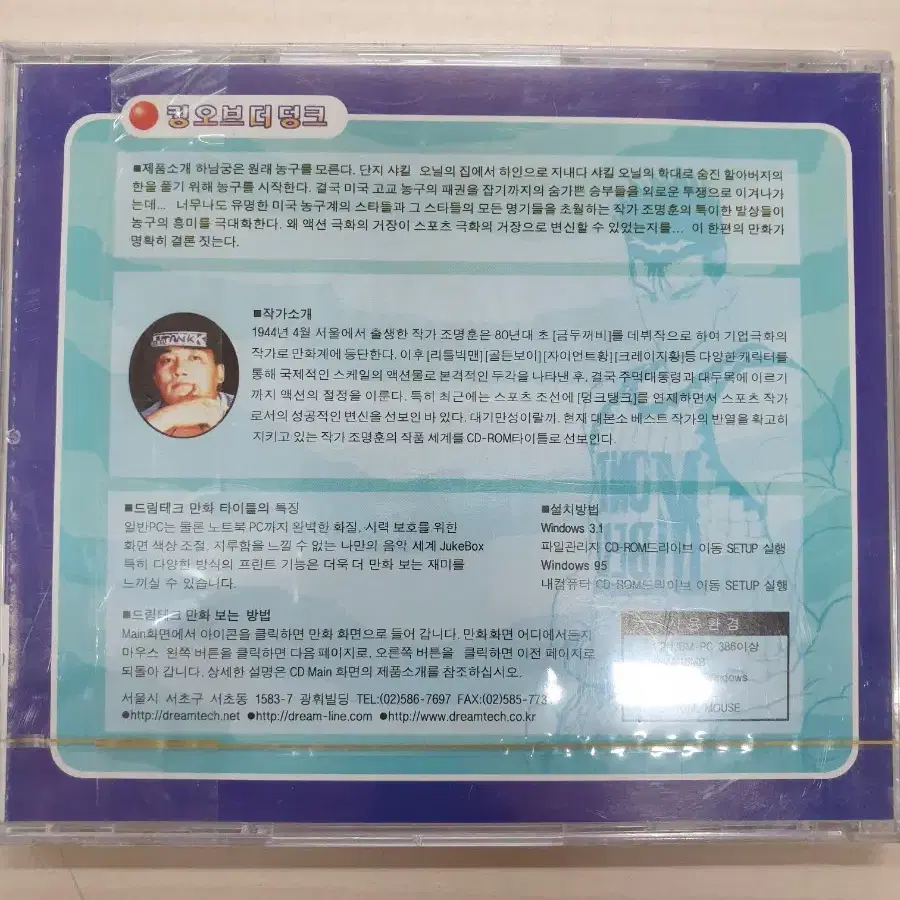 킹오브더덩크
■제품소개 하남궁은 원래 농구를 모른다. 단지 샤킬 오닐의 집에서 하인으로 지내다 샤킬 오닐의 학대로 숨진 할아버지의
한을 풀기 위해 농구를 시작한다. 결국 미국 고교 농구의 패권을 잡기까지의 숨가쁜 승부들을 외로운 투쟁으로 이겨나가
는데... 너무나도 유명한 미국 농구계의 스타들과 그 스타들의 모든 명기들을 초월하는 작가 조명훈의 특이한 발상들이
농구의 흥미를 극대화한다. 왜 액션 극화의 거장이 스포츠 극화의 거장으로 변신할 수 있었는지를... 이 한편의 만화가
명확히 결론 짓는다.
TANK
■작가소개
1944년 4월 서울에서 출생한 작가 조명훈은 80년대 초 [금두꺼비]를 데뷔작으로 하여 기업극화의
작가로 만화계에 등단한다. 이후 [리틀빅맨][골든보이][자이언트황][크레이지황]등 다양한 캐릭터를
통해 국제적인 스케일의 액션물로 본격적인 두각을 나타낸 후, 결국 주먹대통령과 대두목에 이르기
까지 액션의 절정을 이룬다. 특히 최근에는 스포츠 조선에 [덩크탱크]를 연재하면서 스포츠 작가
로서의 성공적인 변신을 선보인 바 있다. 대기만성이랄까. 현재 대본소 베스트 작가의 반열을 확고히
지키고 있는 작가 조명훈의 작품 세계를 CD-ROM타이틀로 선보인다.
■드림테크 만화 타이틀의 특징
일반PC는 물론 노트북 PC까지 완벽한 화질, 시력 보호를 위한
화면 색상 조절, 지루함을 느낄 수 없는 나만의 음악 세계 JukeBox
특히 다양한 방식의 프린트 기능은 더욱 더 만화 보는 재미를
느끼실 수 있습니다.
■설치방법
Windows 3.1
파일관리자 CD-ROM드라이브 이동 SETUP 실행
Windows 95
내컴퓨터 CD-ROM드라이브 이동 SETUP 실행
■드림테크 만화 보는 방법
Main화면에서 아이콘을 클릭하면 만화 화면으로 들어 갑니다. 만화 화면 어디에서든지
마우스 왼쪽 버튼을 클릭하면 다음 페이지로, 오른쪽 버튼을 클릭하면 이전 페이지로
되돌아 갑니다. 상세한 설명은 CD Main 화면의 제품소개를 참조하십시오.
사용환경
IBM-PC 386이상
Windows
MOUSE
서울시 서초구 서초동 1583-7 광휘빌딩 TEL:(02)586-7697 FAX:(02)585-773
●http://dreamtech.net ●http://dream-line.com ●http://www.dreamtech.co.kr